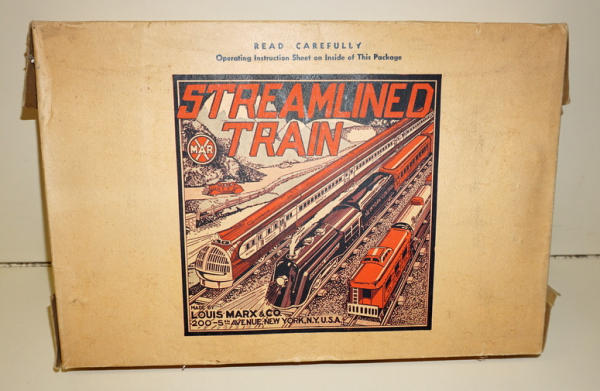 READ CAREFULLY
Operating Instruction Sheet on Inside of This Package
STREAMLINED
TRAIN
MAR
MADE BY
LOUIS MARX & CO.
200-5TH AVENUE, NEW YORK, N.Y. U.S.A.